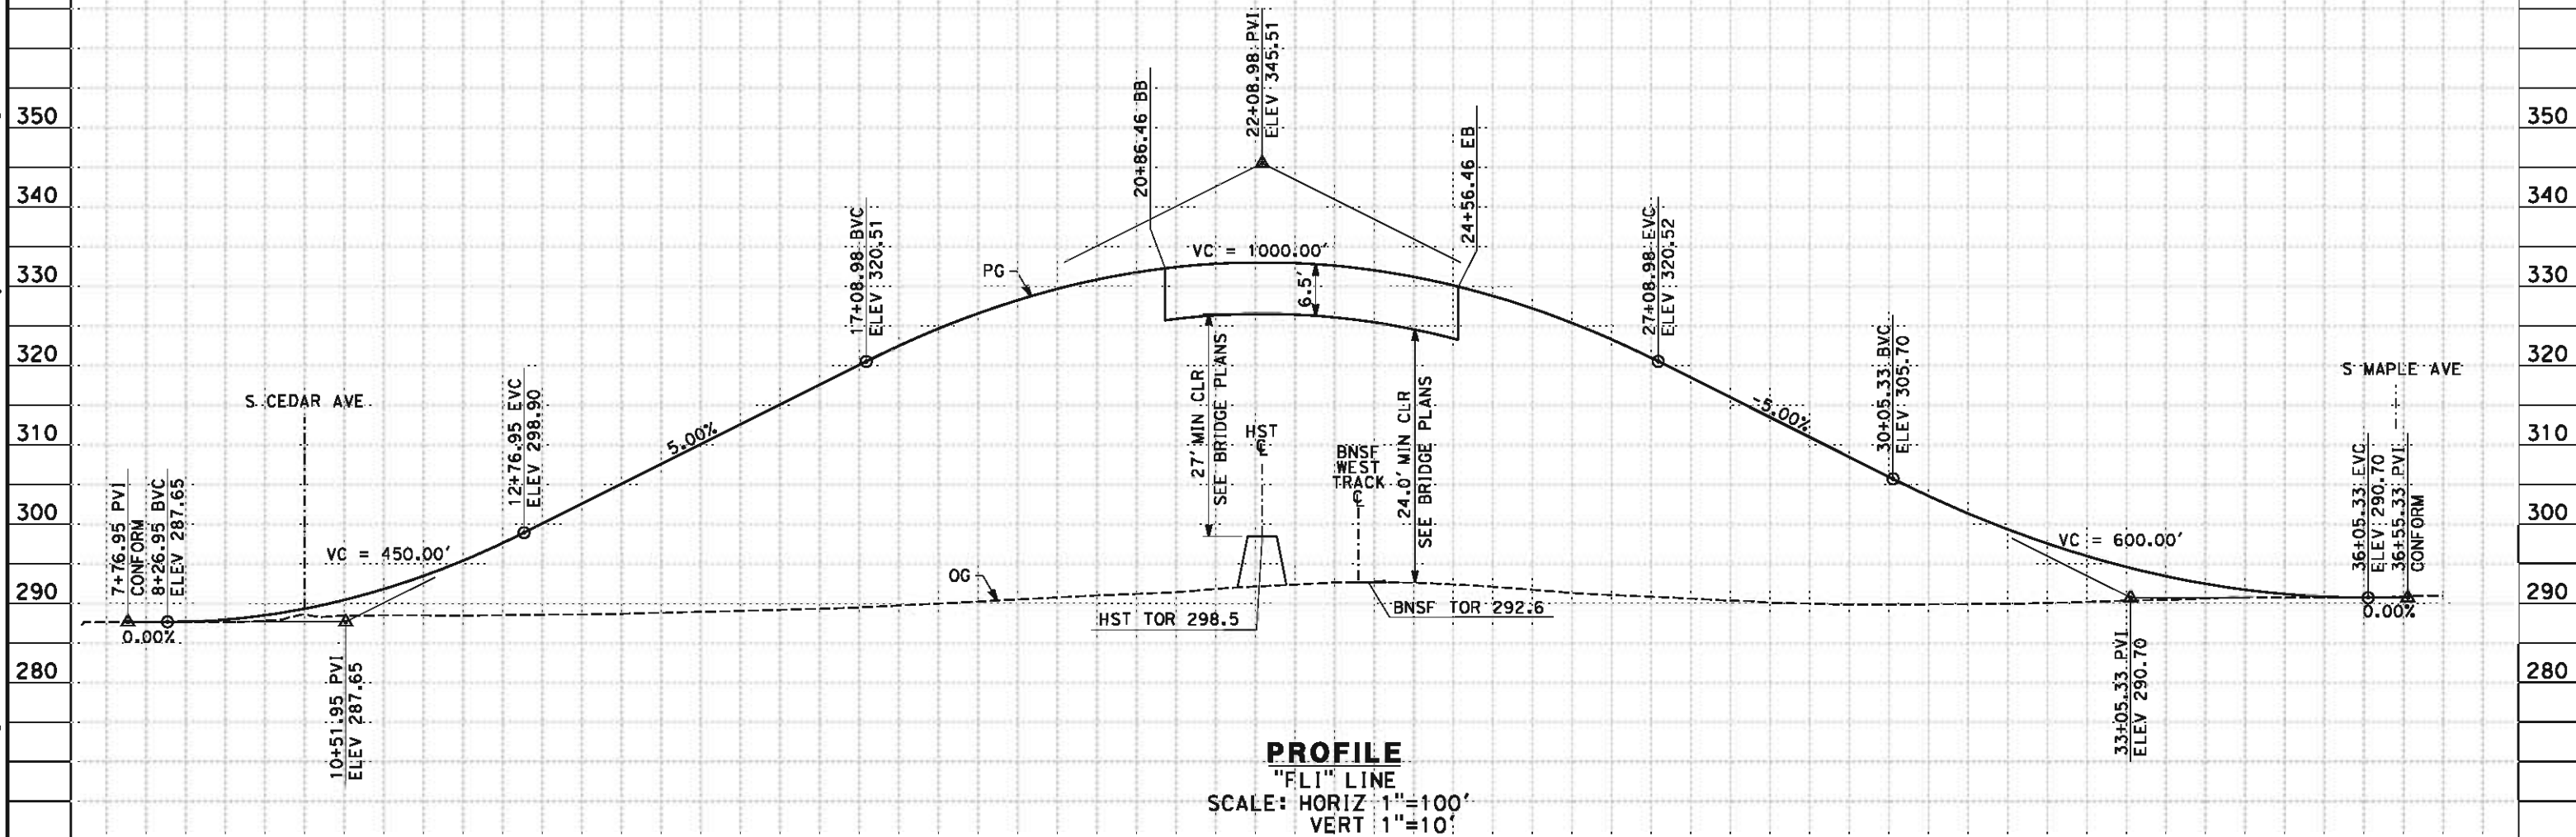 350
340
330
320
310
300
290
280
350
340
330
320
310
300
290
280
7+76.95 PVI
CONFORM
8+26.95 BVC
ELEV 287.65
0.00%
S CEDAR AVE
VC = 450.00'
10+51.95 PVI
ELEV 287.65
12+76.95 EVC
ELEV 298.90
5.00%
17+08.98 BVC
ELEV 320.51
PG
OG
20+86.46 BB
22+08.98 PVI
ELEV 345.51
VC = 1000.00'
6.5'
24+56.46 EB
27' MIN CLR
SEE BRIDGE PLANS
HST
℄
BNSF
WEST
TRACK
℄
24.0' MIN CLR
SEE BRIDGE PLANS
HST TOR 298.5
BNSF TOR 292.6
27+08.98 EVC
ELEV 320.52
-5.00%
30+05.33 BVC
ELEV 305.70
VC = 600.00'
33+05.33 PVI
ELEV 290.70
S MAPLE AVE
36+05.33 EVC
ELEV 290.70
36+55.33 PVI
CONFORM
0.00%
PROFILE
"FLI" LINE
SCALE: HORIZ 1"=100'
VERT 1"=10'